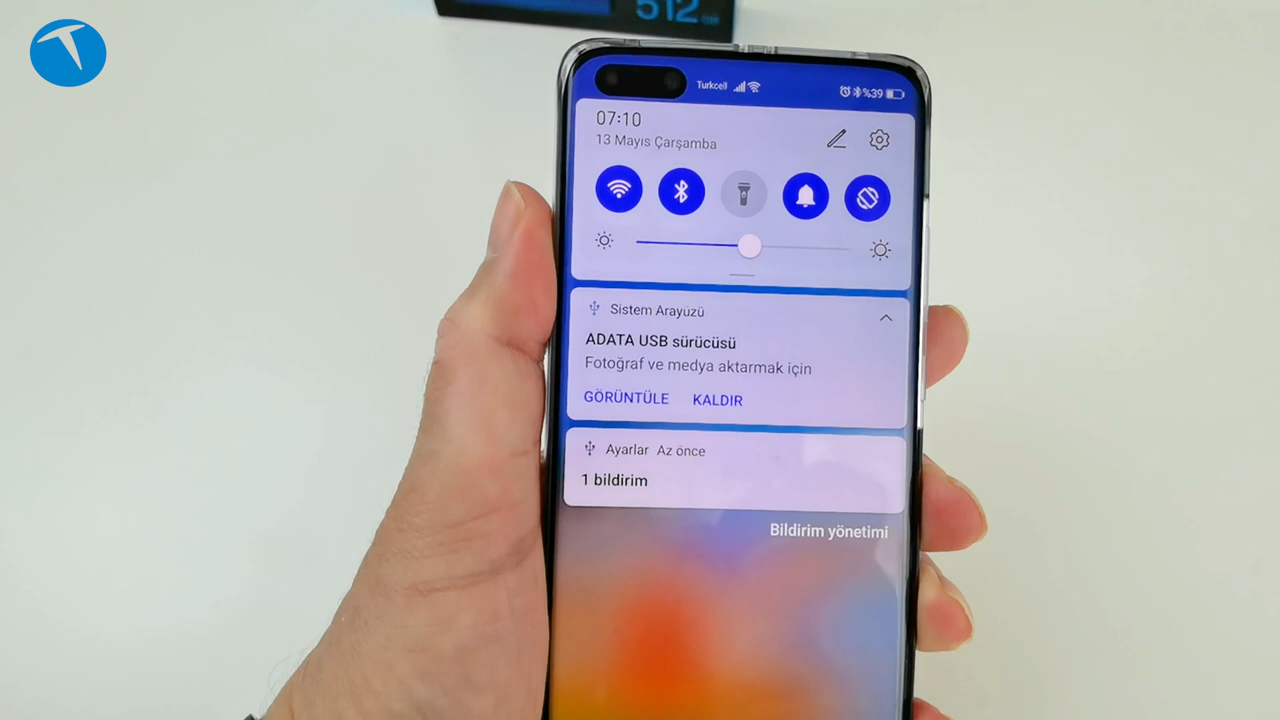 512 GB
Turkcell
%39
07:10
13 Mayıs Çarşamba
Sistem Arayüzü
ADATA USB sürücüsü
Fotoğraf ve medya aktarmak için
GÖRÜNTÜLE KALDIR
Ayarlar Az önce
1 bildirim
Bildirim yönetimi